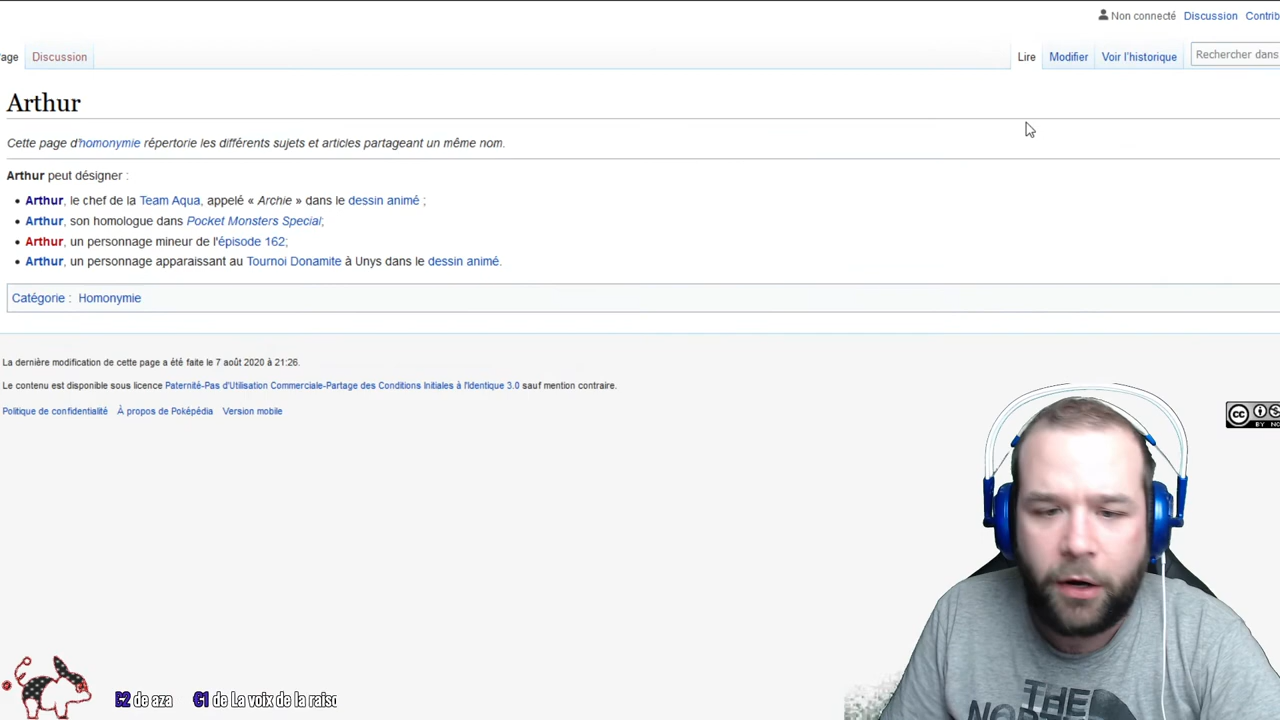 Non connecté Discussion Contrib
age Discussion Lire Modifier Voir l'historique Rechercher dans
Arthur
Cette page d'homonymie répertorie les différents sujets et articles partageant un même nom.
Arthur peut désigner :
Arthur, le chef de la Team Aqua, appelé « Archie » dans le dessin animé ;
Arthur, son homologue dans Pocket Monsters Special;
Arthur, un personnage mineur de l'épisode 162;
Arthur, un personnage apparaissant au Tournoi Donamite à Unys dans le dessin animé.
Catégorie : Homonymie
La dernière modification de cette page a été faite le 7 août 2020 à 21:26.
Le contenu est disponible sous licence Paternité-Pas d'Utilisation Commerciale-Partage des Conditions Initiales à l'Identique 3.0 sauf mention contraire.
Politique de confidentialité À propos de Poképédia Version mobile
cc
BY NC
THE
NORTH
de aza de La voix de la raiso